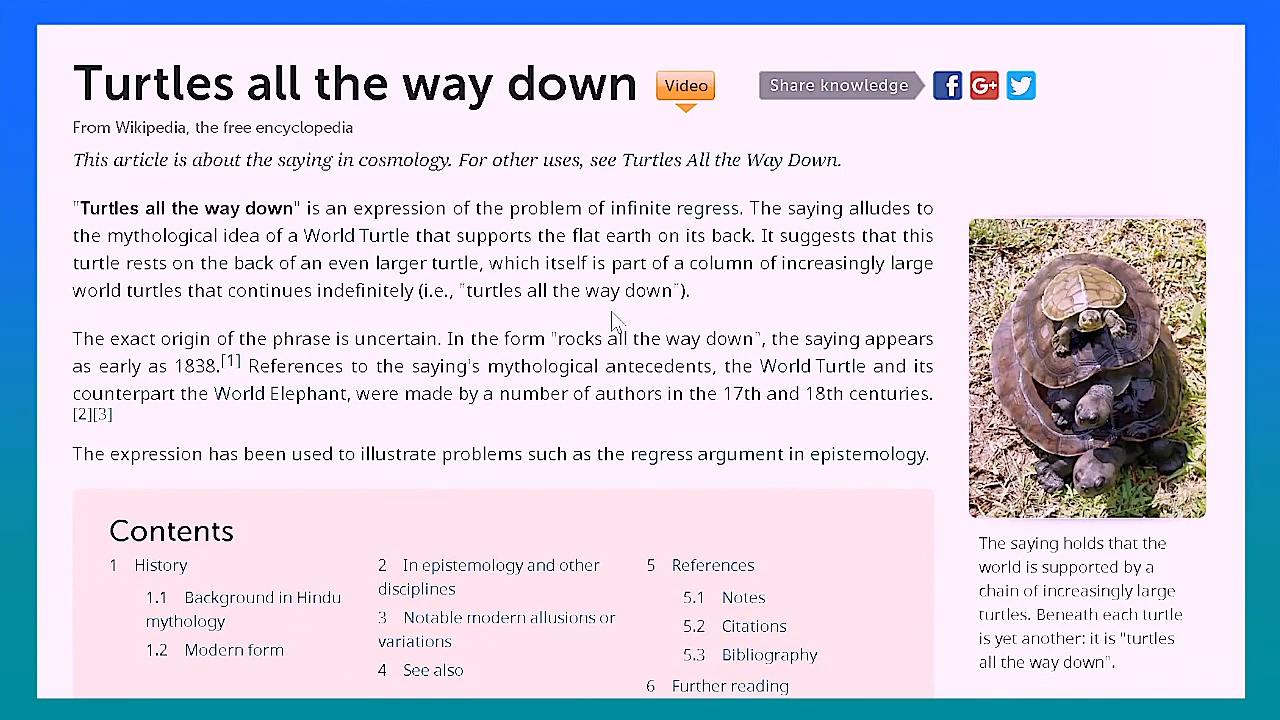 Turtles all the way down
Video
Share knowledge
From Wikipedia, the free encyclopedia
This article is about the saying in cosmology. For other uses, see Turtles All the Way Down.
"Turtles all the way down" is an expression of the problem of infinite regress. The saying alludes to
the mythological idea of a World Turtle that supports the flat earth on its back. It suggests that this
turtle rests on the back of an even larger turtle, which itself is part of a column of increasingly large
world turtles that continues indefinitely (i.e., "turtles all the way down").
The exact origin of the phrase is uncertain. In the form "rocks all the way down", the saying appears
as early as 1838.[1] References to the saying's mythological antecedents, the World Turtle and its
counterpart the World Elephant, were made by a number of authors in the 17th and 18th centuries.
[2][3]
The expression has been used to illustrate problems such as the regress argument in epistemology.
The saying holds that the
world is supported by a
chain of increasingly large
turtles. Beneath each turtle
is yet another: it is "turtles
all the way down".
Contents
1 History
1.1 Background in Hindu
mythology
1.2 Modern form
2 In epistemology and other
disciplines
3 Notable modern allusions or
variations
4 See also
5 References
5.1 Notes
5.2 Citations
5.3 Bibliography
6 Further reading